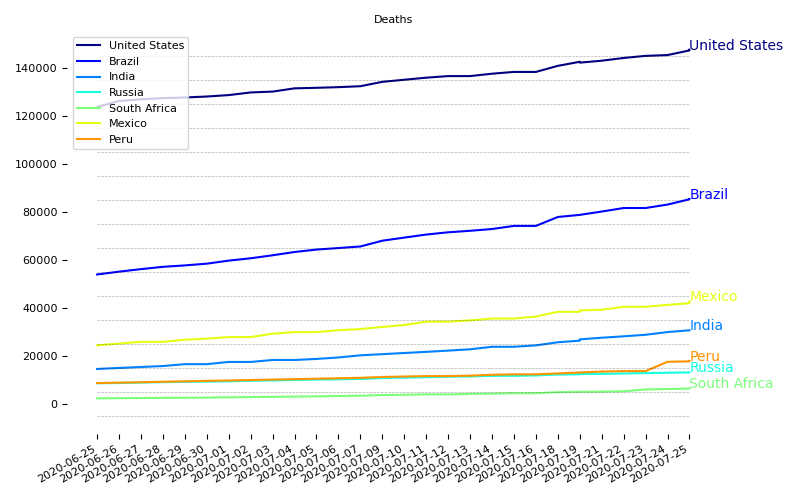 Deaths
United States
Brazil
India
Russia
South Africa
Mexico
Peru
140000
120000
100000
80000
60000
40000
20000
0
United States
Brazil
Mexico
India
Peru
Russia
South Africa
2020-06-25
2020-06-26
2020-06-27
2020-06-28
2020-06-29
2020-06-30
2020-07-01
2020-07-02
2020-07-03
2020-07-04
2020-07-05
2020-07-06
2020-07-07
2020-07-09
2020-07-10
2020-07-11
2020-07-12
2020-07-13
2020-07-14
2020-07-15
2020-07-16
2020-07-18
2020-07-19
2020-07-21
2020-07-22
2020-07-23
2020-07-24
2020-07-25